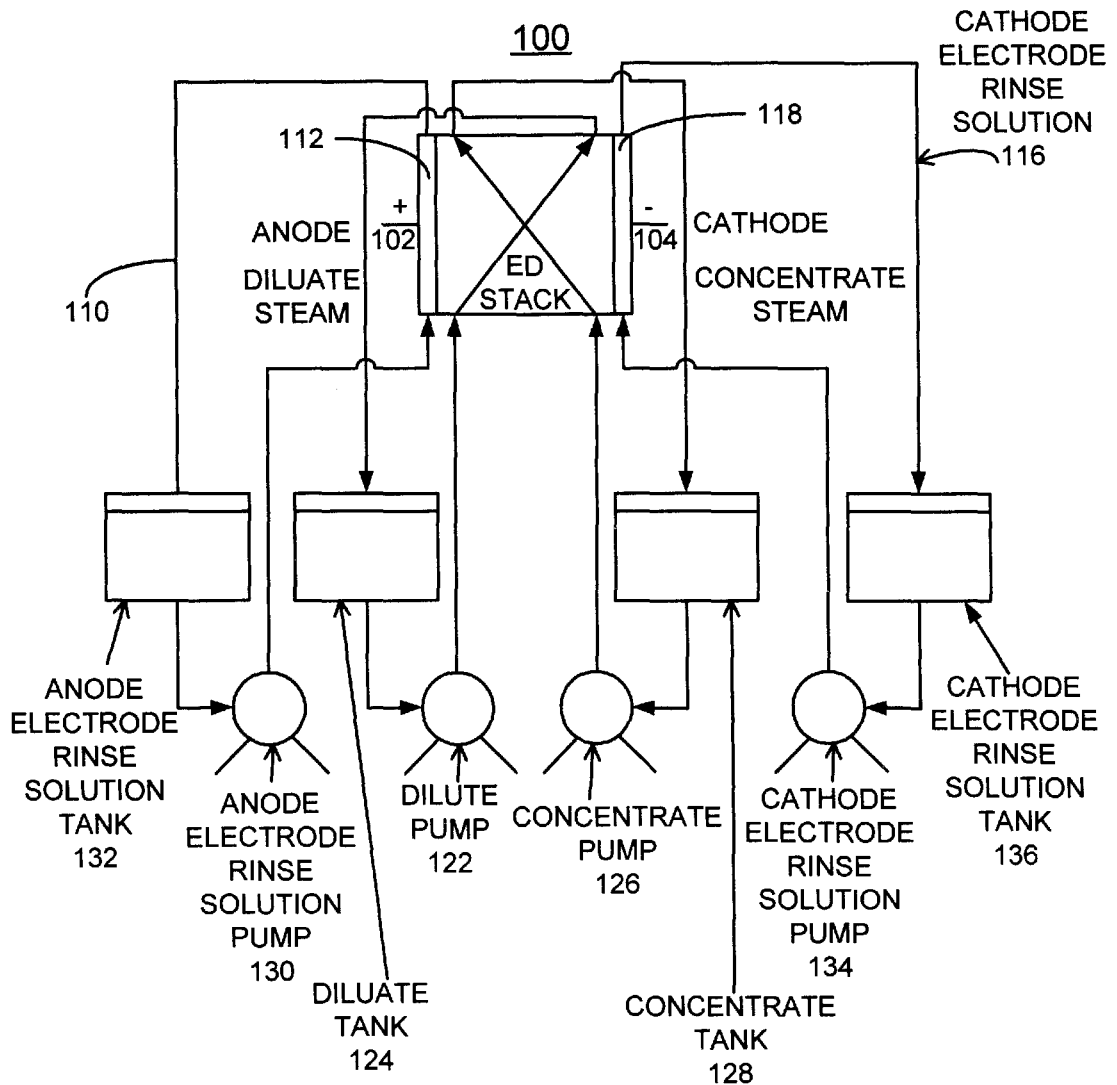 100
CATHODE
ELECTRODE
RINSE
SOLUTION
116
112
118
+
102
ANODE
-
104
CATHODE
110
DILUATE
STEAM
ED
STACK
CONCENTRATE
STEAM
ANODE
ELECTRODE
RINSE
SOLUTION
TANK
132
ANODE
ELECTRODE
RINSE
SOLUTION
PUMP
130
DILUATE
TANK
124
DILUTE
PUMP
122
CONCENTRATE
PUMP
126
CONCENTRATE
TANK
128
CATHODE
ELECTRODE
RINSE
SOLUTION
PUMP
134
CATHODE
ELECTRODE
RINSE
SOLUTION
TANK
136